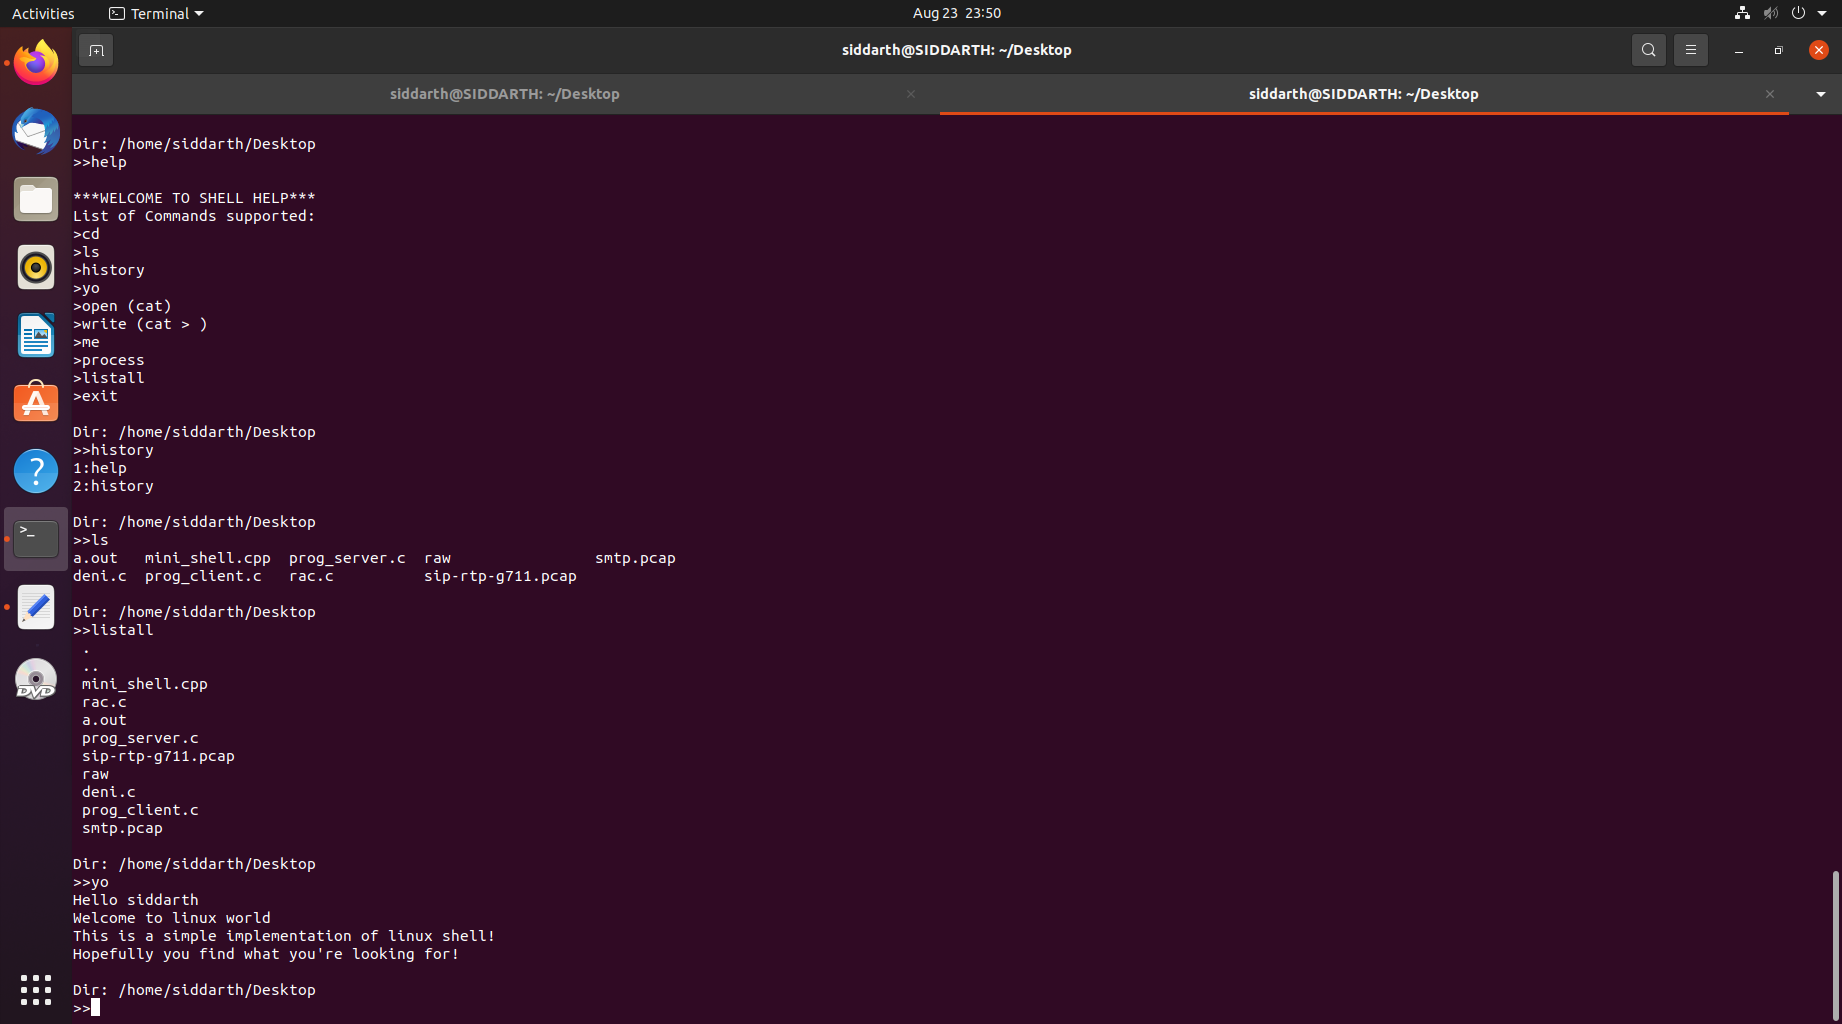 Activities
Terminal
Aug 23 23:50
siddarth@SIDDARTH: ~/Desktop
siddarth@SIDDARTH: ~/Desktop
siddarth@SIDDARTH: ~/Desktop
Dir: /home/siddarth/Desktop
>>help
***WELCOME TO SHELL HELP***
List of Commands supported:
>cd
>ls
>history
>yo
>open (cat)
>write (cat > )
>me
>process
>listall
>exit
Dir: /home/siddarth/Desktop
>>history
1:help
2:history
Dir: /home/siddarth/Desktop
>>ls
a.out   mini_shell.cpp  prog_server.c  raw                smtp.pcap
deni.c  prog_client.c   rac.c          sip-rtp-g711.pcap
Dir: /home/siddarth/Desktop
>>listall
.
..
mini_shell.cpp
rac.c
a.out
prog_server.c
sip-rtp-g711.pcap
raw
deni.c
prog_client.c
smtp.pcap
Dir: /home/siddarth/Desktop
>>yo
Hello siddarth
Welcome to linux world
This is a simple implementation of linux shell!
Hopefully you find what you're looking for!
Dir: /home/siddarth/Desktop
>>
>_
DVD